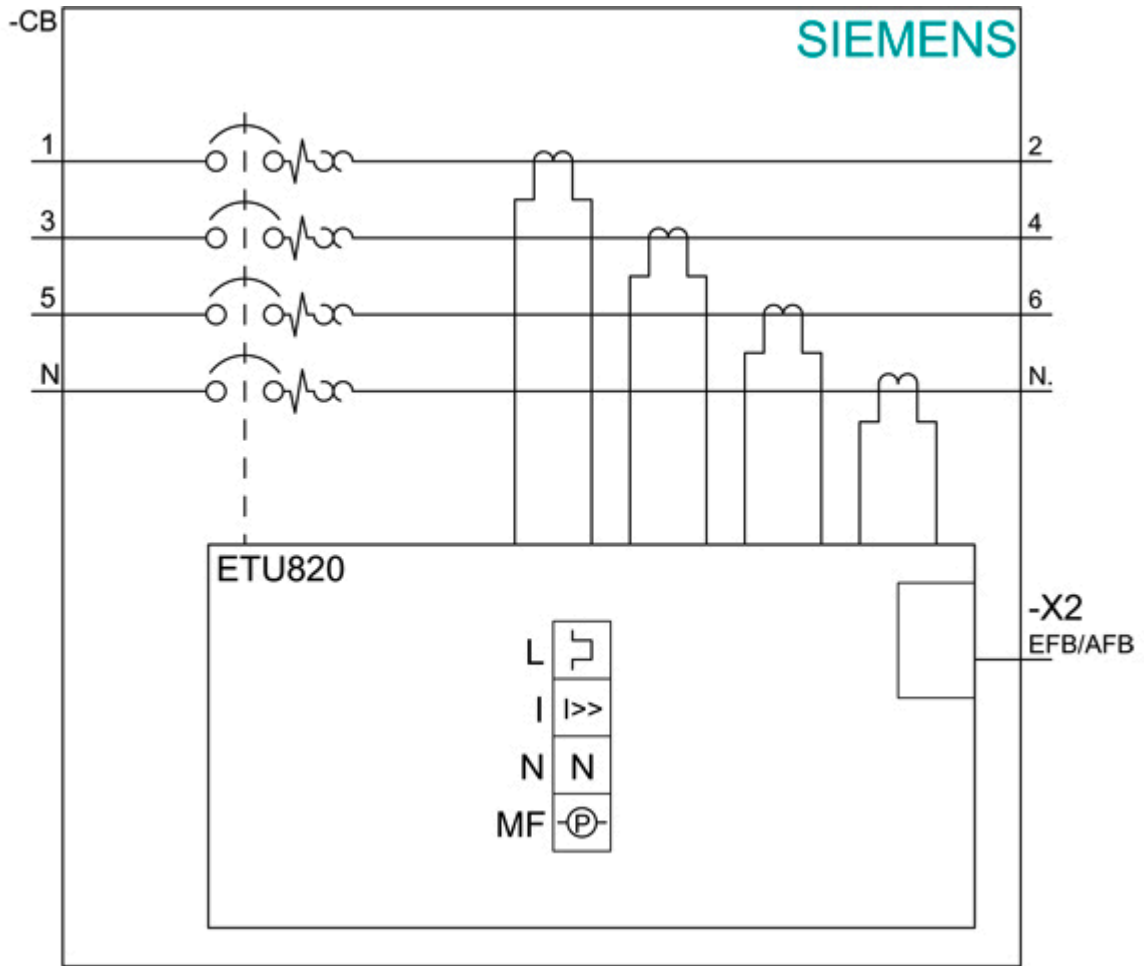 -CB
SIEMENS
1
2
3
4
5
6
N
N.
ETU820
-X2
EFB/AFB
L
I I>>
N N
MF P